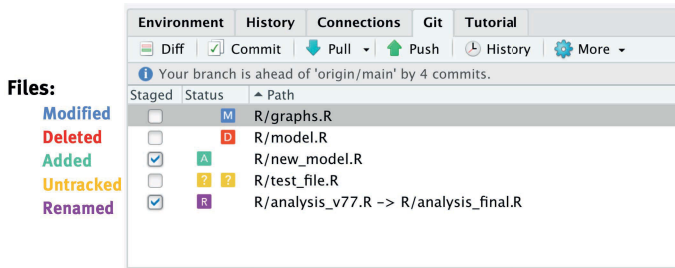 Environment History Connections Git Tutorial
Diff Commit Pull Push History More
Your branch is ahead of 'origin/main' by 4 commits.
Files:
Staged Status Path
Modified M R/graphs.R
Deleted D R/model.R
Added A R/new_model.R
Untracked ? ? R/test_file.R
Renamed R R/analysis_v77.R -> R/analysis_final.R